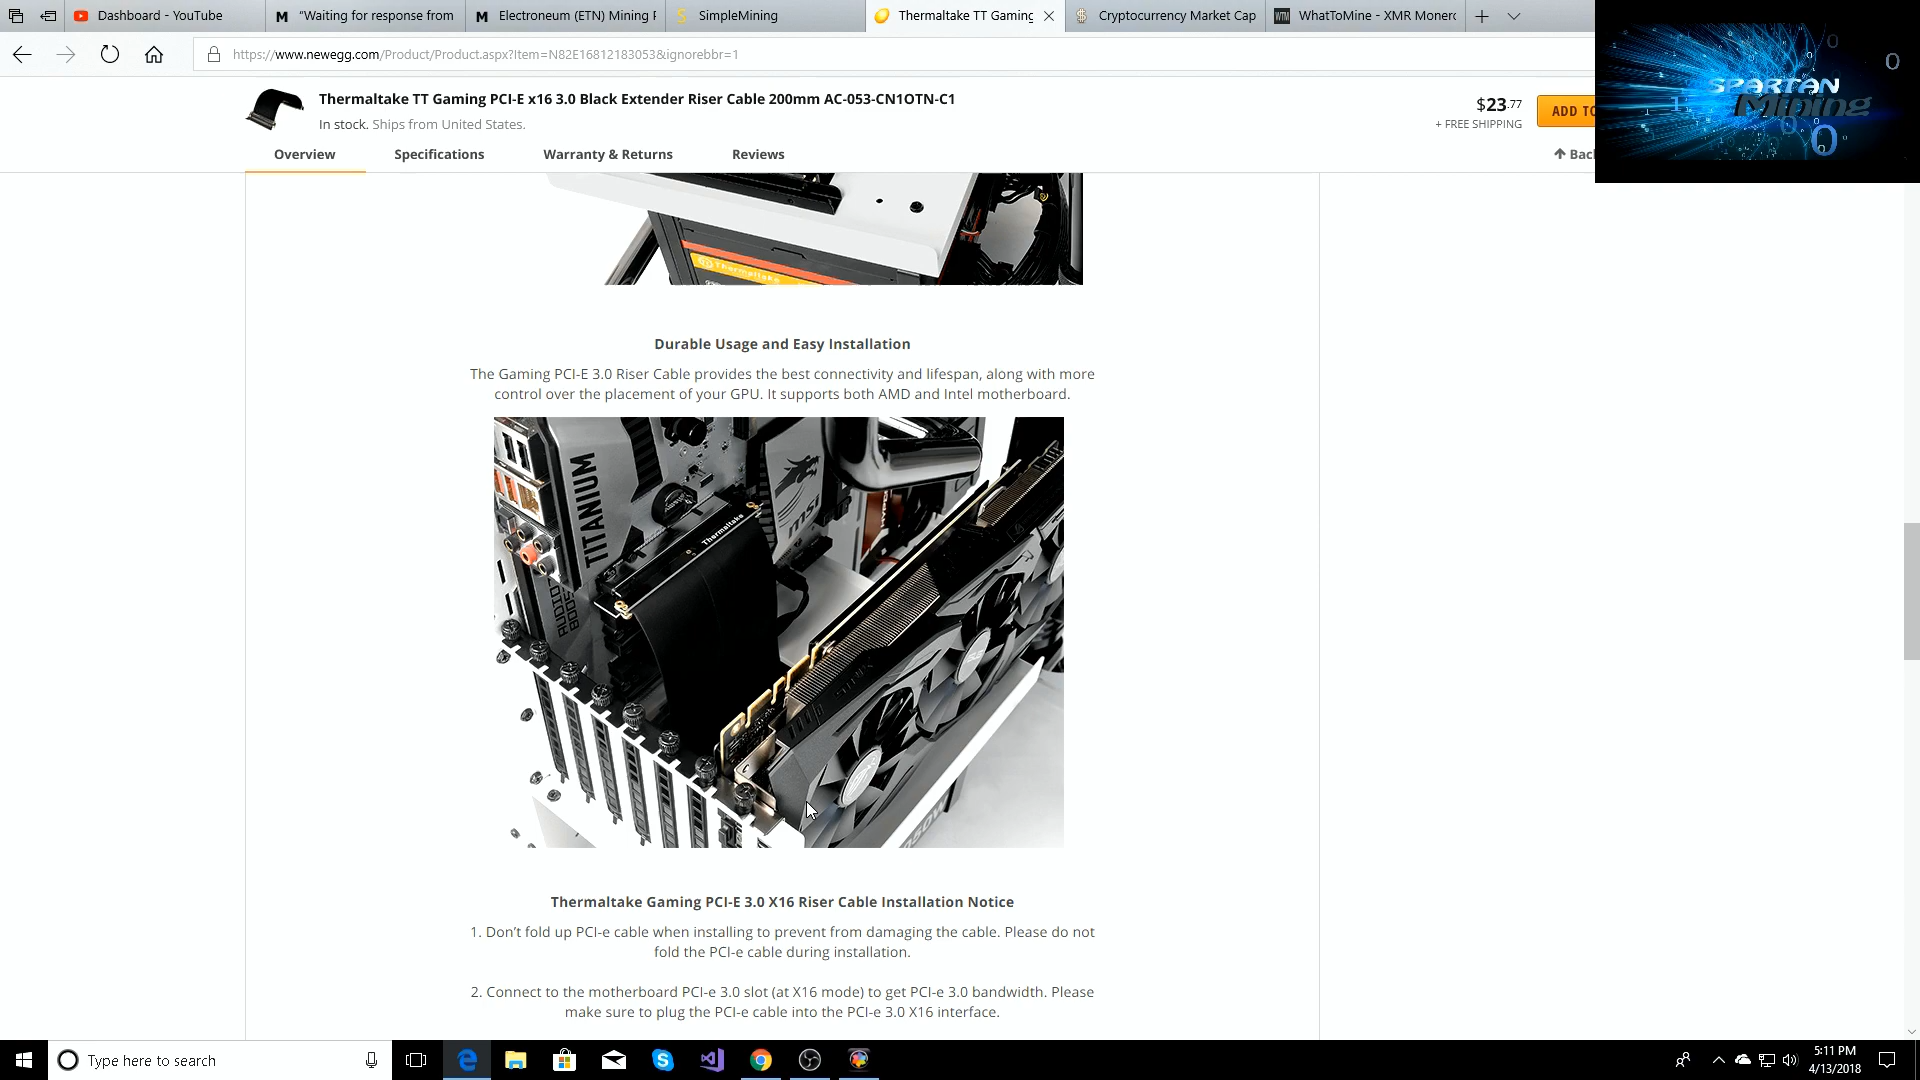 Dashboard - YouTube
"Waiting for response from
Electroneum (ETN) Mining P
SimpleMining
Thermaltake TT Gaming
Cryptocurrency Market Cap
WhatToMine - XMR Monero
https://www.newegg.com/Product/Product.aspx?Item=N82E16812183053&ignorebbr=1
SPARTAN
Mining
Thermaltake TT Gaming PCI-E x16 3.0 Black Extender Riser Cable 200mm AC-053-CN1OTN-C1
In stock. Ships from United States.
$23.77
+ FREE SHIPPING
ADD TO
Overview
Specifications
Warranty & Returns
Reviews
Back
Thermaltake
Durable Usage and Easy Installation
The Gaming PCI-E 3.0 Riser Cable provides the best connectivity and lifespan, along with more
control over the placement of your GPU. It supports both AMD and Intel motherboard.
TITANIUM
AUDIO
BOOST
Thermaltake
msi
Thermaltake Gaming PCI-E 3.0 X16 Riser Cable Installation Notice
1. Don't fold up PCI-e cable when installing to prevent from damaging the cable. Please do not
fold the PCI-e cable during installation.
2. Connect to the motherboard PCI-e 3.0 slot (at X16 mode) to get PCI-e 3.0 bandwidth. Please
make sure to plug the PCI-e cable into the PCI-e 3.0 X16 interface.
Type here to search
5:11 PM
4/13/2018